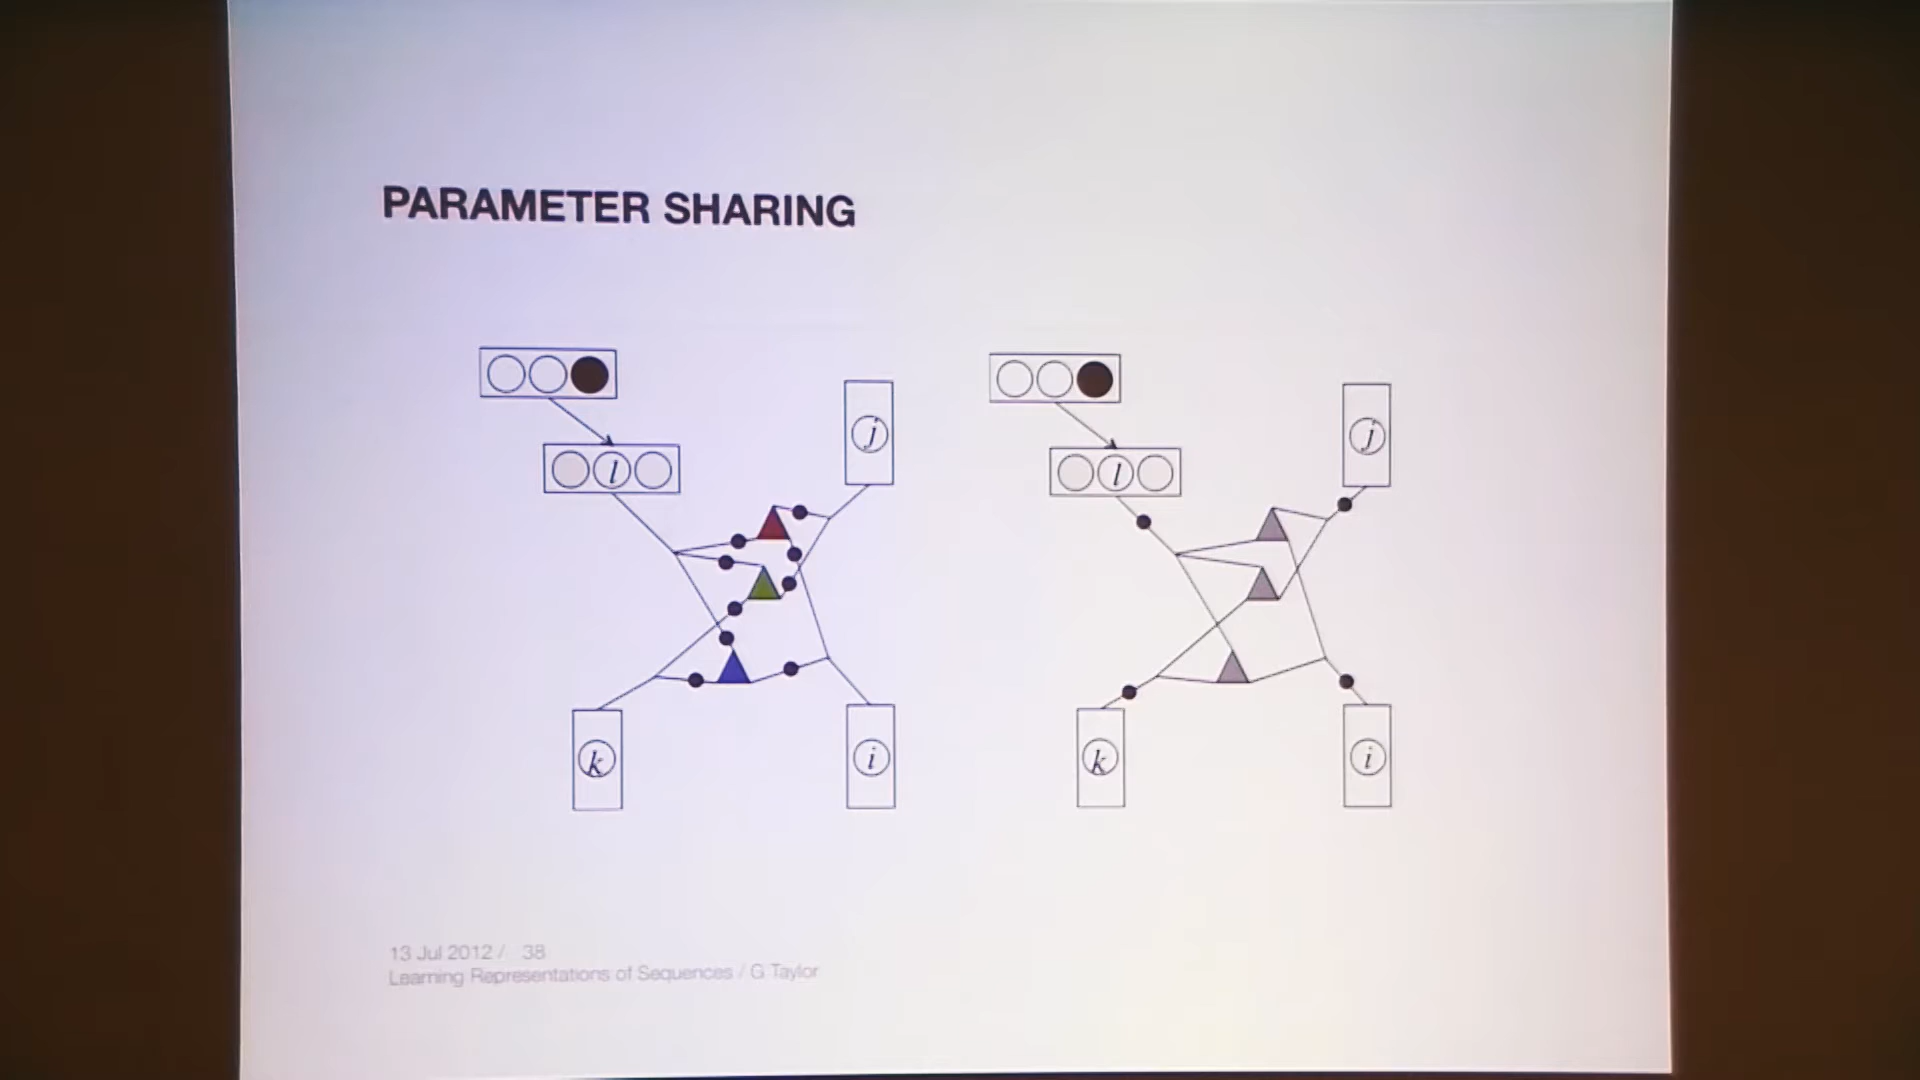 PARAMETER SHARING
j
l
k
i
j
l
k
i
13 Jul 2012 / 38
Learning Representations of Sequences / G Taylor